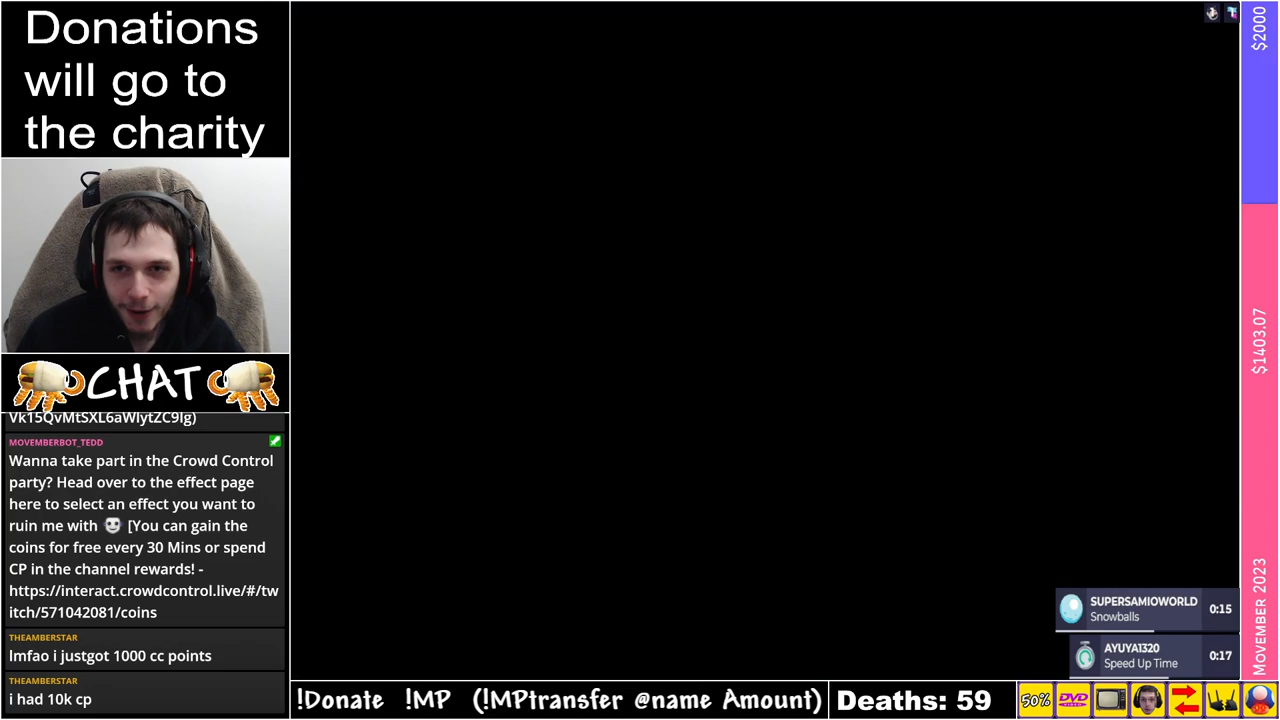 Donations
will go to
the charity
CHAT
Vk15QvMtSXL6aWIytZC9Ig)
MOVEMBERBOT_TEDD
Wanna take part in the Crowd Control
party? Head over to the effect page
here to select an effect you want to
ruin me with [You can gain the
coins for free every 30 Mins or spend
CP in the channel rewards! -
https://interact.crowdcontrol.live/#/tw
itch/571042081/coins
THEAMBERSTAR
lmfao i justgot 1000 cc points
THEAMBERSTAR
i had 10k cp
SUPERSAMIOWORLD
Snowballs
0:15
AYUYA1320
Speed Up Time
0:17
!Donate !MP (!MPtransfer @name Amount)
Deaths: 59
50%
DVD
VIDEO
$2000
$1403.07
MOVEMBER 2023